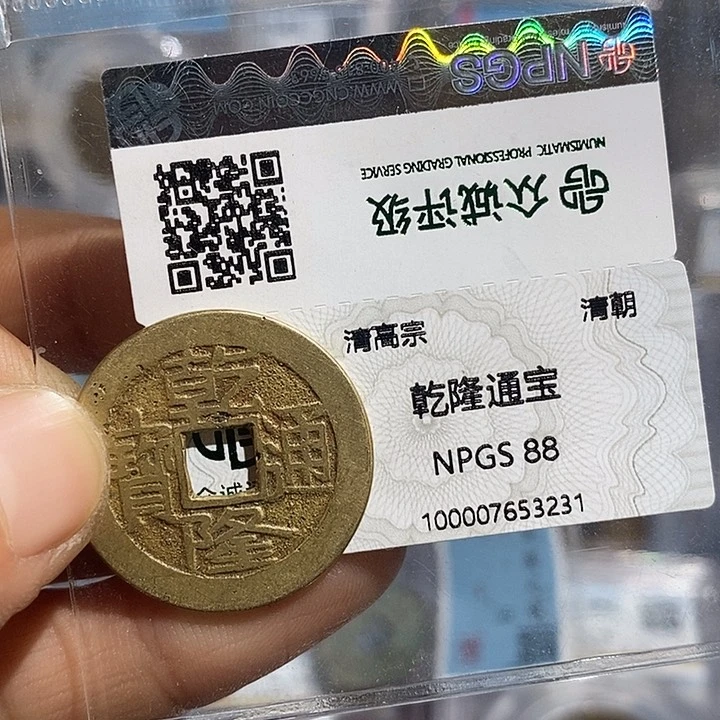 NPGS
WWW.CNGCCOIN.COM
NUMISMATIC PROFESSIONAL GRADING SERVICE
众诚评级
清高宗
清朝
乾隆通宝
NPGS 88
100007653231
乾隆通寶